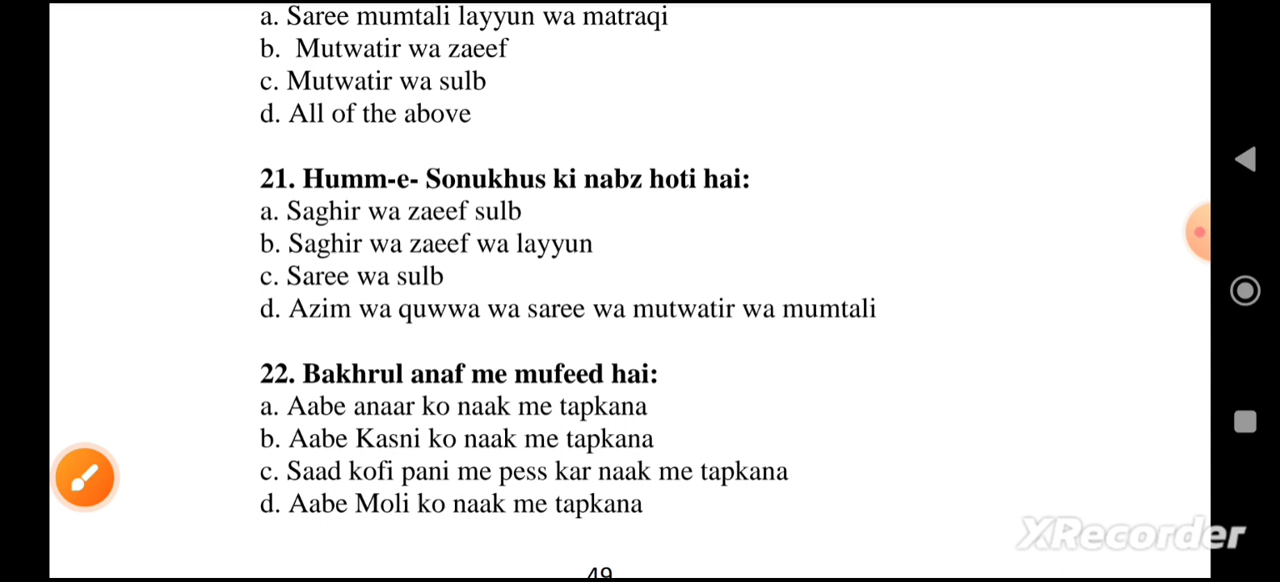 a. Saree mumtali layyun wa matraqi
b. Mutwatir wa zaeef
c. Mutwatir wa sulb
d. All of the above
21. Humm-e- Sonukhus ki nabz hoti hai:
a. Saghir wa zaeef sulb
b. Saghir wa zaeef wa layyun
c. Saree wa sulb
d. Azim wa quwwa wa saree wa mutwatir wa mumtali
22. Bakhrul anaf me mufeed hai:
a. Aabe anaar ko naak me tapkana
b. Aabe Kasni ko naak me tapkana
c. Saad kofi pani me pess kar naak me tapkana
d. Aabe Moli ko naak me tapkana
XRecorder
49